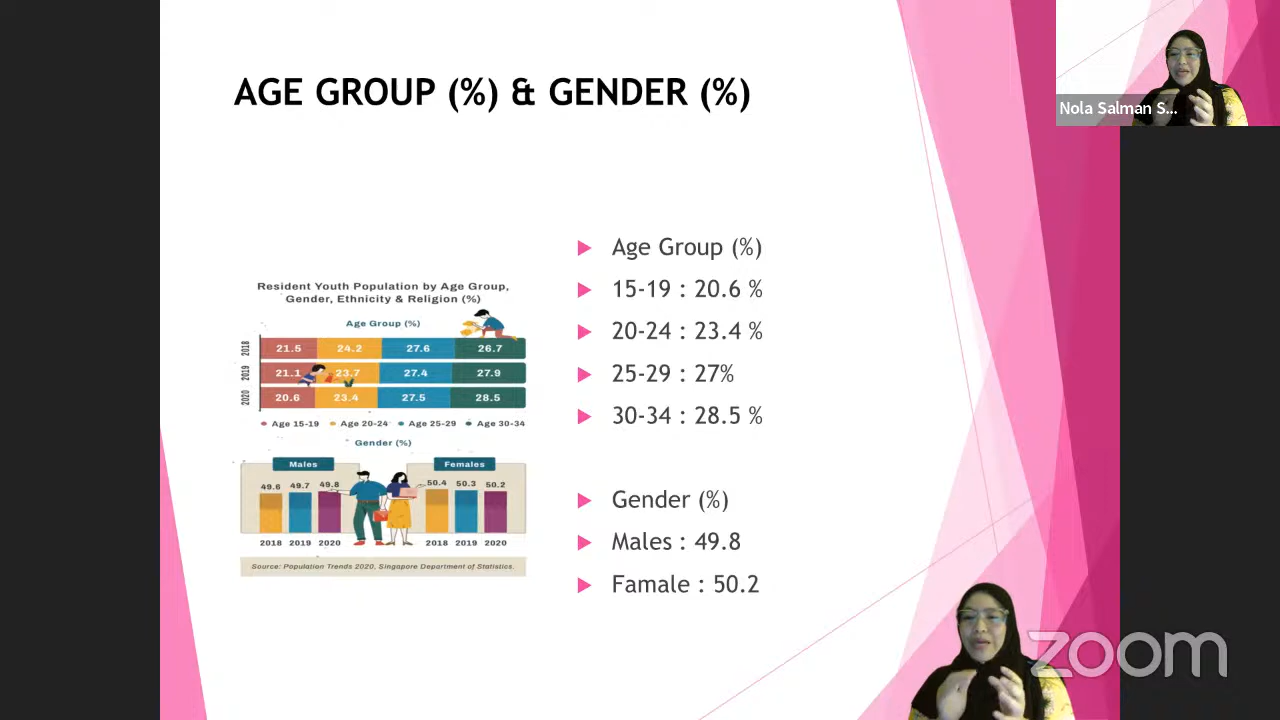 AGE GROUP (%) & GENDER (%)
Nola Salman S...
Age Group (%)
15-19 : 20.6 %
20-24 : 23.4 %
25-29 : 27%
30-34 : 28.5 %
Gender (%)
Males : 49.8
Famale : 50.2
Resident Youth Population by Age Group,
Gender, Ethnicity & Religion (%)
Age Group (%)
2018 21.5 24.2 27.6 26.7
2019 21.1 23.7 27.4 27.9
2020 20.6 23.4 27.5 28.5
Age 15-19 Age 20-24 Age 25-29 Age 30-34
Gender (%)
Males Females
49.6 49.7 49.8 50.4 50.3 50.2
2018 2019 2020 2018 2019 2020
Source: Population Trends 2020, Singapore Department of Statistics.
zoom